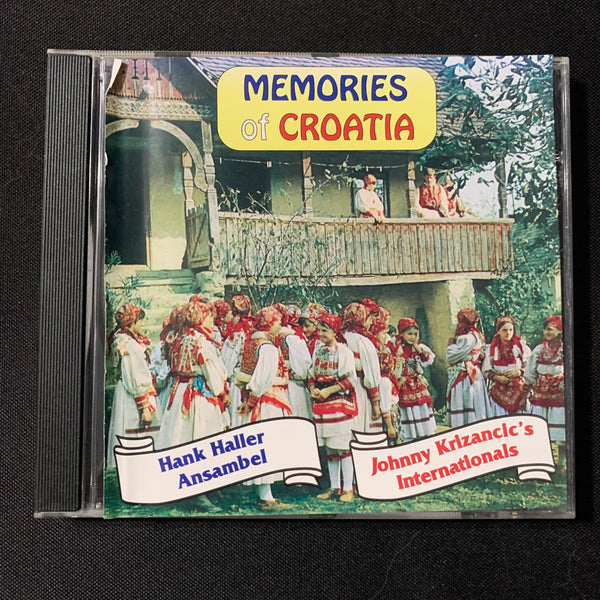 MEMORIES
of CROATIA
Hank Haller
Ansambel
Johnny Krizancic's
Internationals